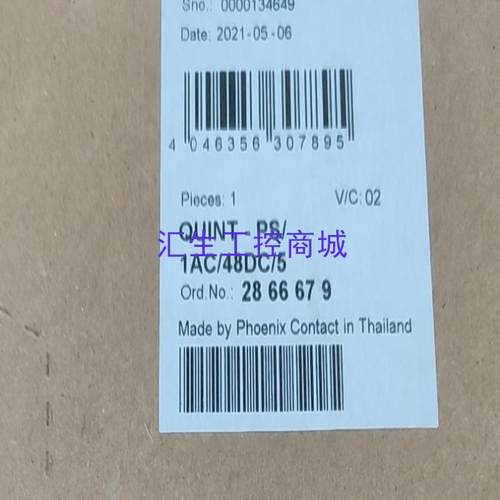 Sno.: 0000134649
Date: 2021-05-06
4 046356 307895
Pieces: 1 V/C: 02
QUINT - PS/
汇生工控商城
1AC/48DC/5
Ord.No.: 28 66 67 9
Made by Phoenix Contact in Thailand